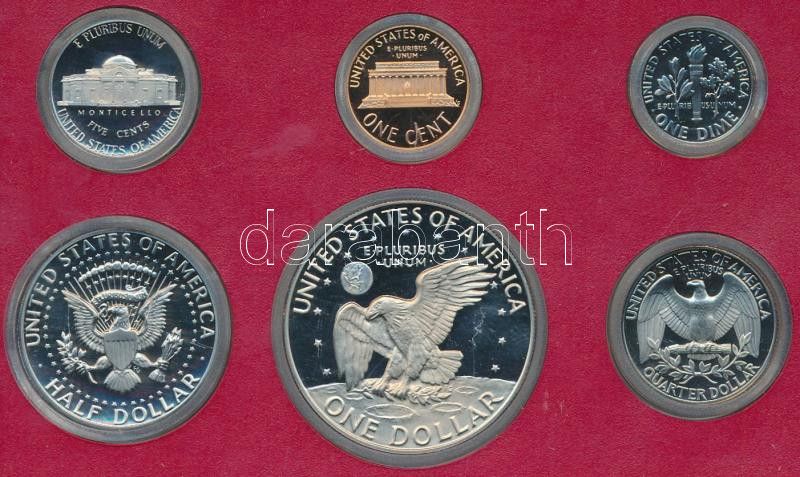 E PLURIBUS UNUM
MONTICELLO
FIVE CENTS
UNITED STATES OF AMERICA
UNITED STATES OF AMERICA
E·PLURIBUS
UNUM·
ONE CENT
UNITED STATES OF AMERICA
E·PLURIBUS·UNUM
ONE DIME
UNITED STATES OF AMERICA
HALF DOLLAR
UNITED STATES OF AMERICA
E·PLURIBUS
UNUM
ONE DOLLAR
UNITED STATES OF AMERICA
E·PLURIBUS
UNUM
QUARTER DOLLAR
darabanth